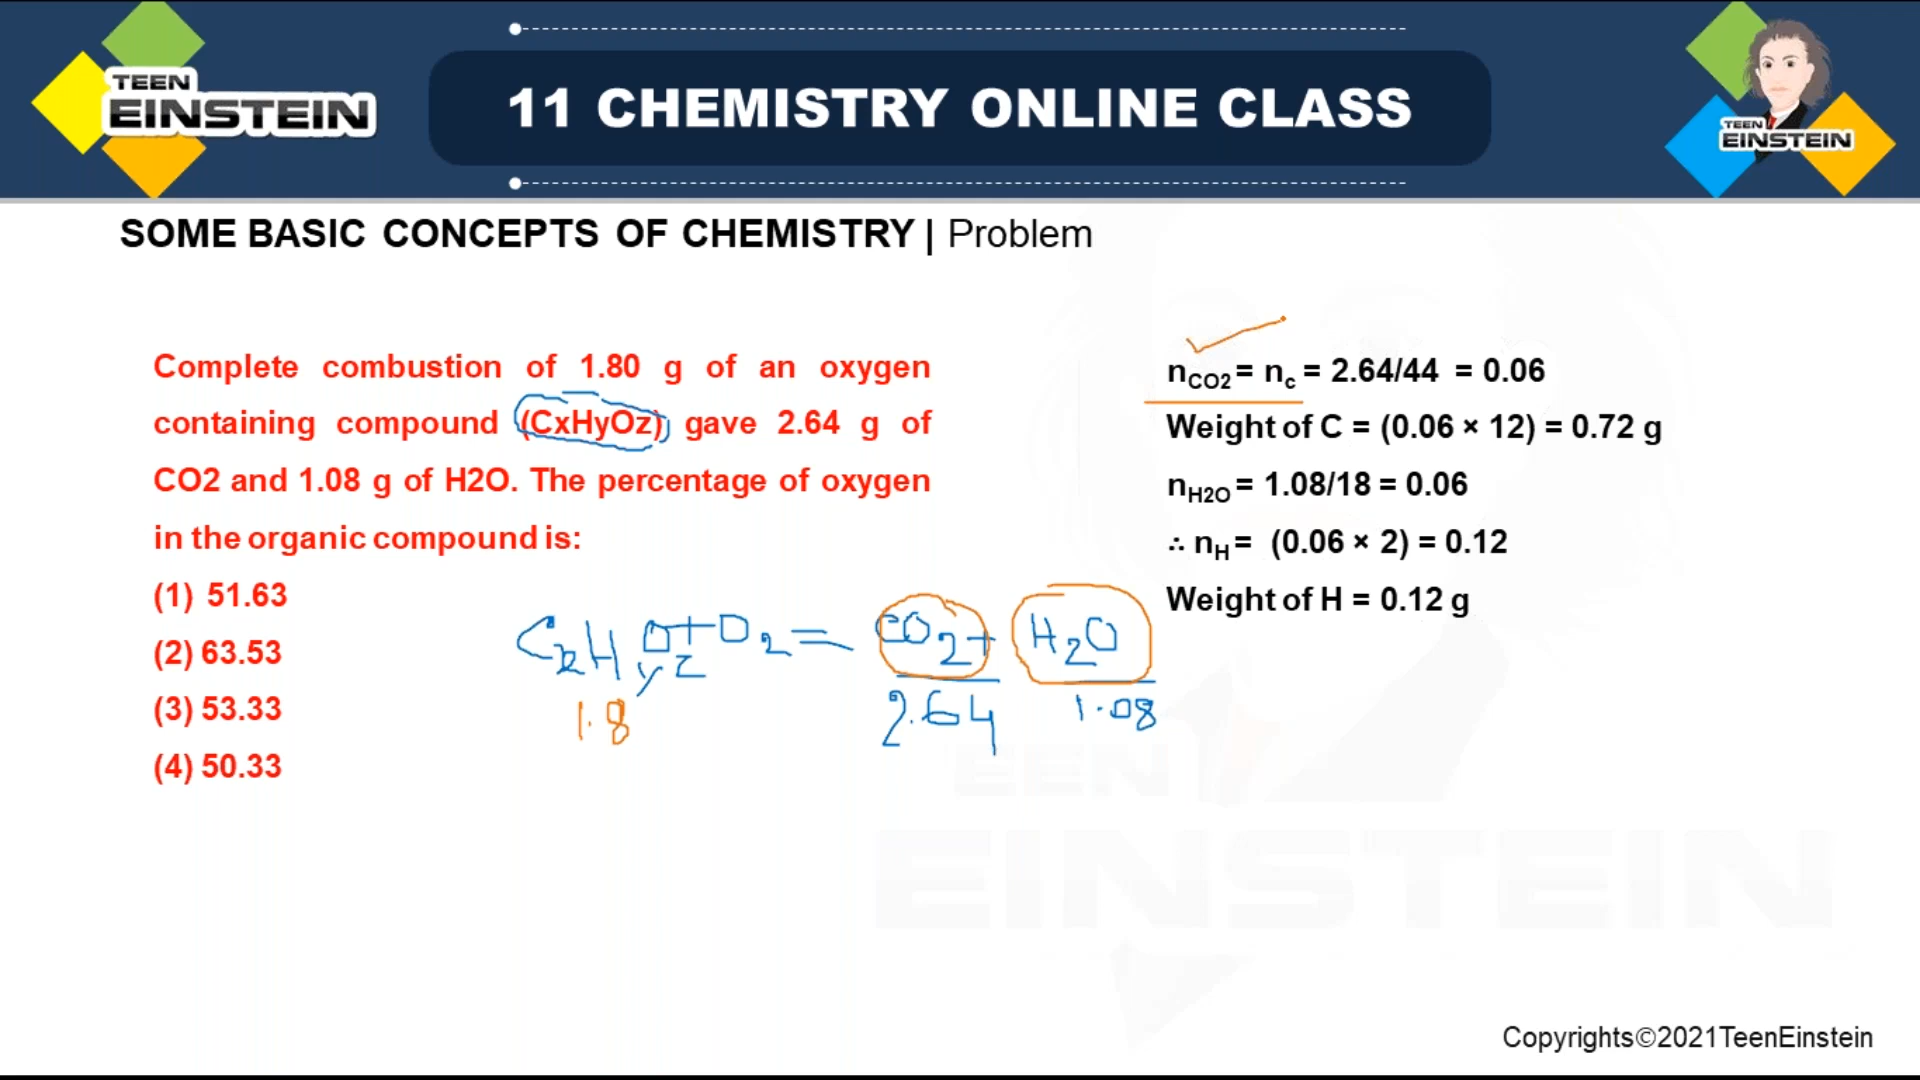 TEEN
EINSTEIN
11 CHEMISTRY ONLINE CLASS
TEEN
EINSTEIN
SOME BASIC CONCEPTS OF CHEMISTRY | Problem
Complete combustion of 1.80 g of an oxygen
containing compound (CxHyOz) gave 2.64 g of
CO2 and 1.08 g of H2O. The percentage of oxygen
in the organic compound is:
(1) 51.63
(2) 63.53
(3) 53.33
(4) 50.33
nCO2 = nc = 2.64/44 = 0.06
Weight of C = (0.06 × 12) = 0.72 g
nH2O = 1.08/18 = 0.06
∴ nH = (0.06 × 2) = 0.12
Weight of H = 0.12 g
CxHyOz + O2 = CO2 + H2O
1.8 2.64 1.08
EEN
EINSTEIN
Copyrights©2021TeenEinstein